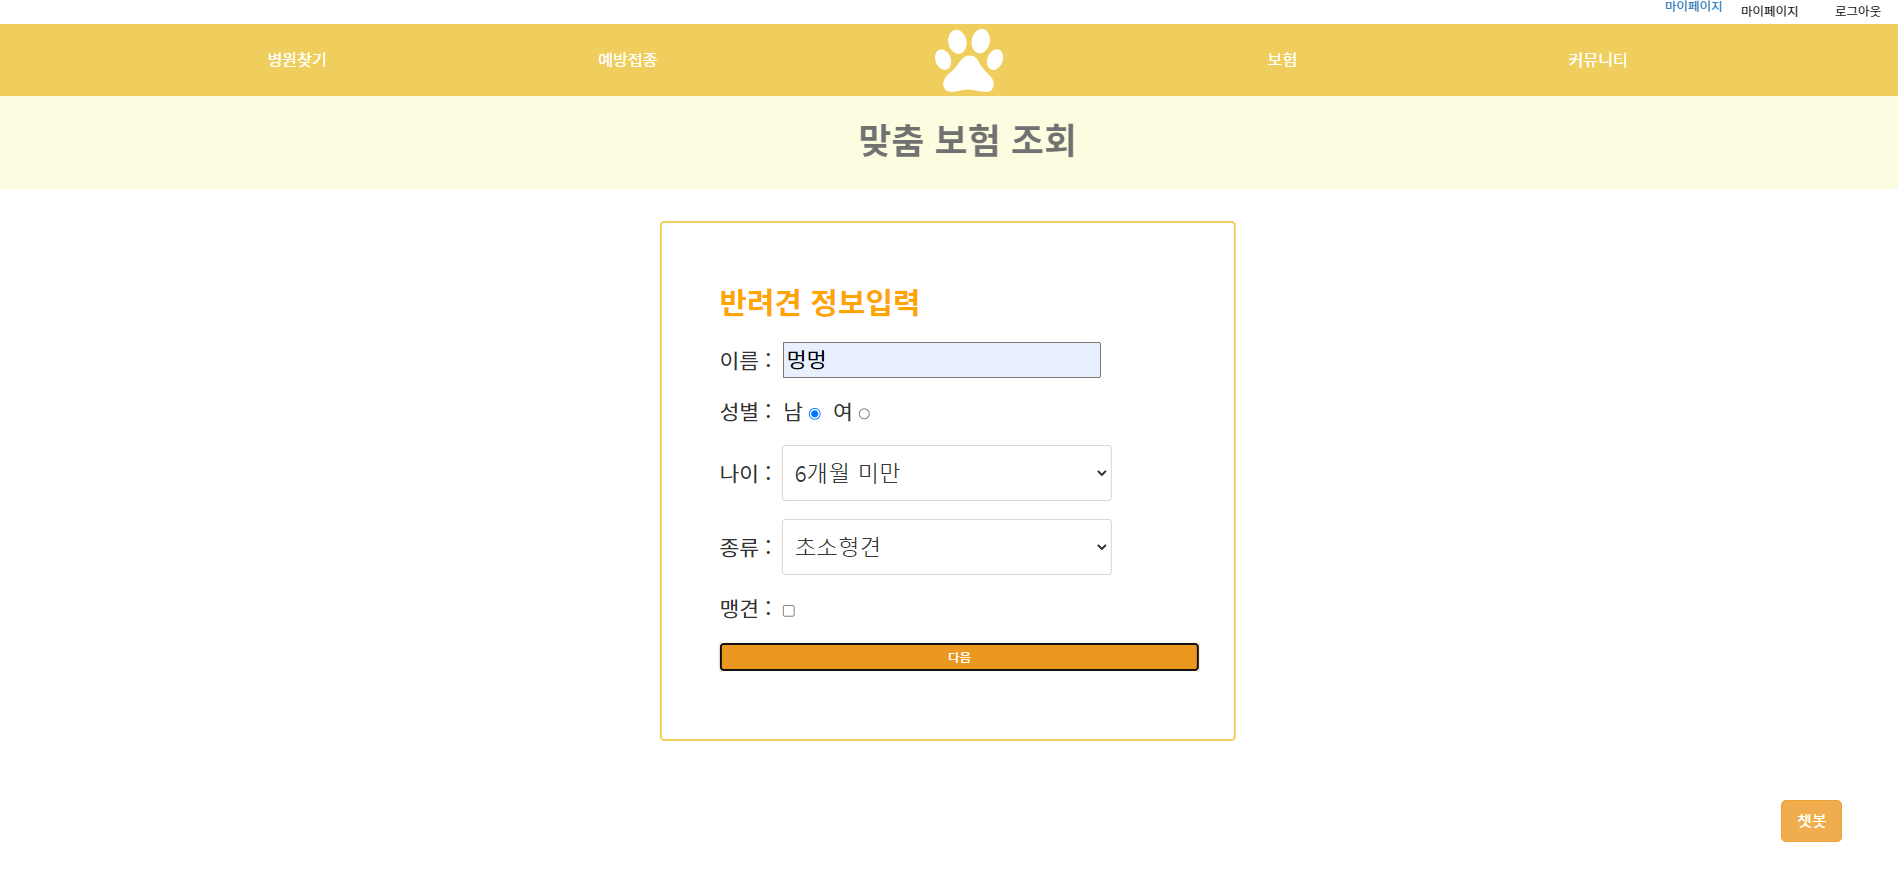 마이페이지 마이페이지 로그아웃
병원찾기 예방접종 보험 커뮤니티
맞춤 보험 조회
반려견 정보입력
이름 : 멍멍
성별 : 남 여
나이 : 6개월 미만
종류 : 초소형견
맹견 :
다음
챗봇